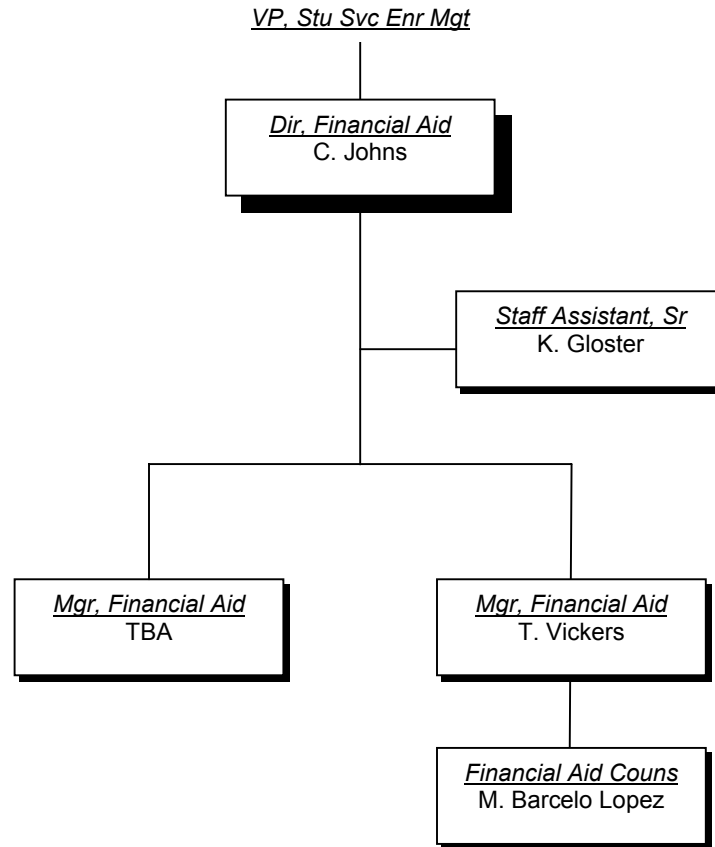 VP, Stu Svc Enr Mgt
Dir, Financial Aid
C. Johns
Staff Assistant, Sr
K. Gloster
Mgr, Financial Aid
TBA
Mgr, Financial Aid
T. Vickers
Financial Aid Couns
M. Barcelo Lopez